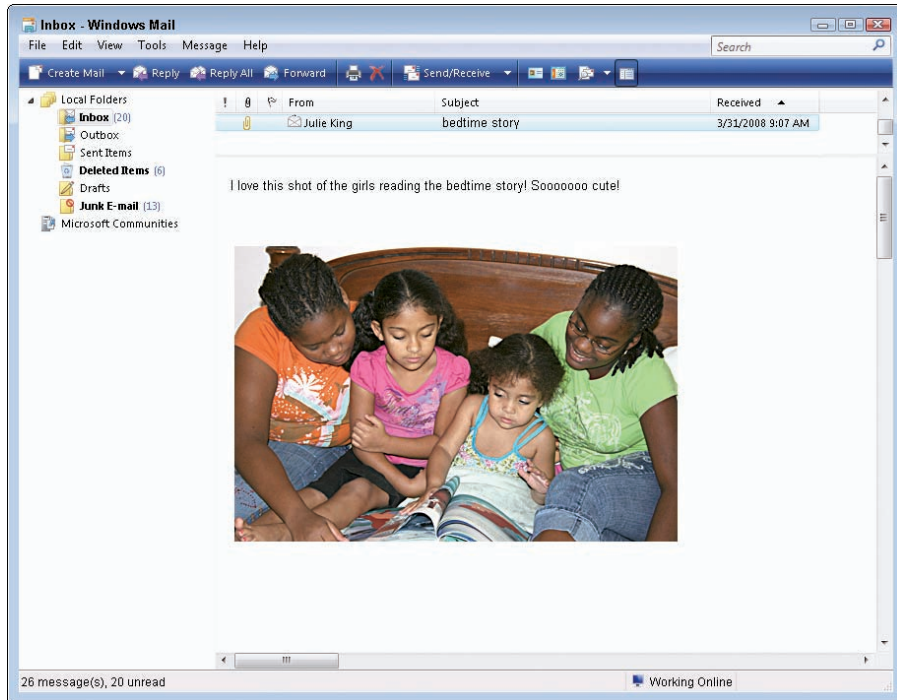 Inbox - Windows Mail
File Edit View Tools Message Help
Search
Create Mail Reply Reply All Forward Send/Receive
Local Folders
Inbox (20)
Outbox
Sent Items
Deleted Items (6)
Drafts
Junk E-mail (13)
Microsoft Communities
! From Subject Received
Julie King bedtime story 3/31/2008 9:07 AM
I love this shot of the girls reading the bedtime story! Sooooooo cute!
26 message(s), 20 unread Working Online